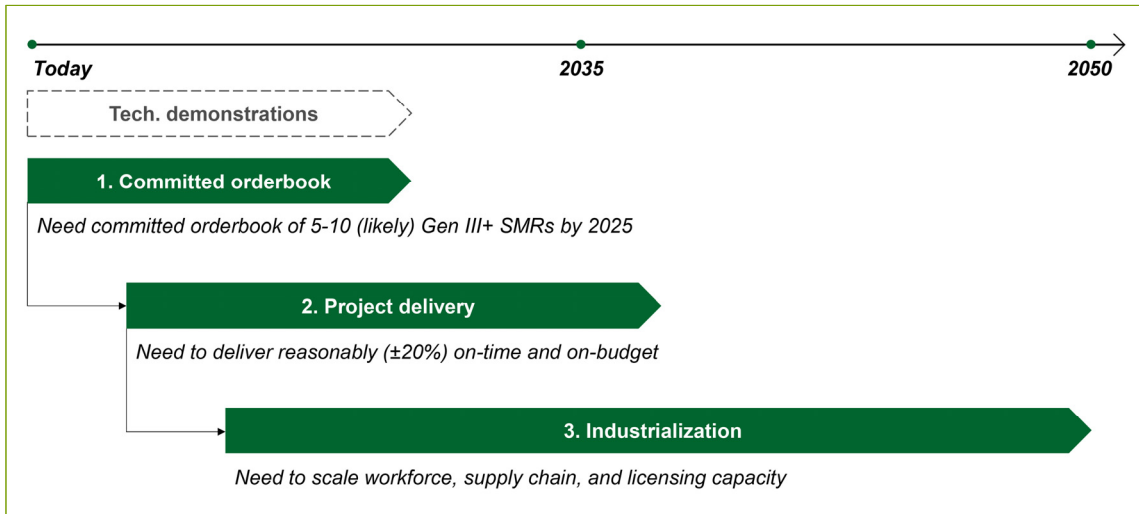 Today 2035 2050
Tech. demonstrations
1. Committed orderbook
Need committed orderbook of 5-10 (likely) Gen III+ SMRs by 2025
2. Project delivery
Need to deliver reasonably (±20%) on-time and on-budget
3. Industrialization
Need to scale workforce, supply chain, and licensing capacity